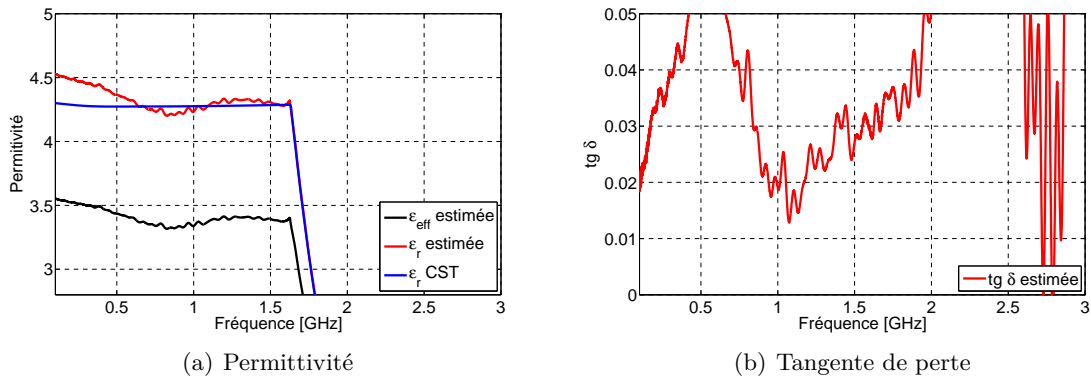 5
4.5
4
3.5
3
Permitivité
0.5
1
1.5
2
2.5
3
Fréquence [GHz]
ε_eff estimée
ε_r estimée
ε_r CST
(a) Permittivité
0.05
0.04
0.03
0.02
0.01
0
tg δ
0.5
1
1.5
2
2.5
3
Fréquence [GHz]
tg δ estimée
(b) Tangente de perte